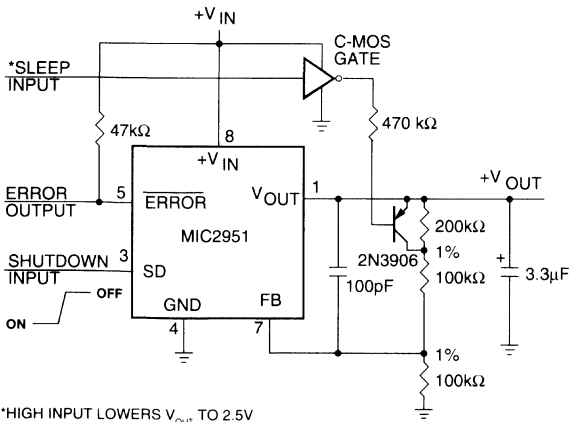 +V IN
C-MOS
GATE
*SLEEP
INPUT
47kΩ
470 kΩ
8
+V IN
ERROR
OUTPUT
5
ERROR
V OUT
1
+V OUT
MIC2951
200kΩ
2N3906
1%
SHUTDOWN
INPUT
3
SD
100pF
100kΩ
+
3.3µF
OFF
ON
GND
FB
4
7
1%
100kΩ
*HIGH INPUT LOWERS V OUT TO 2.5V